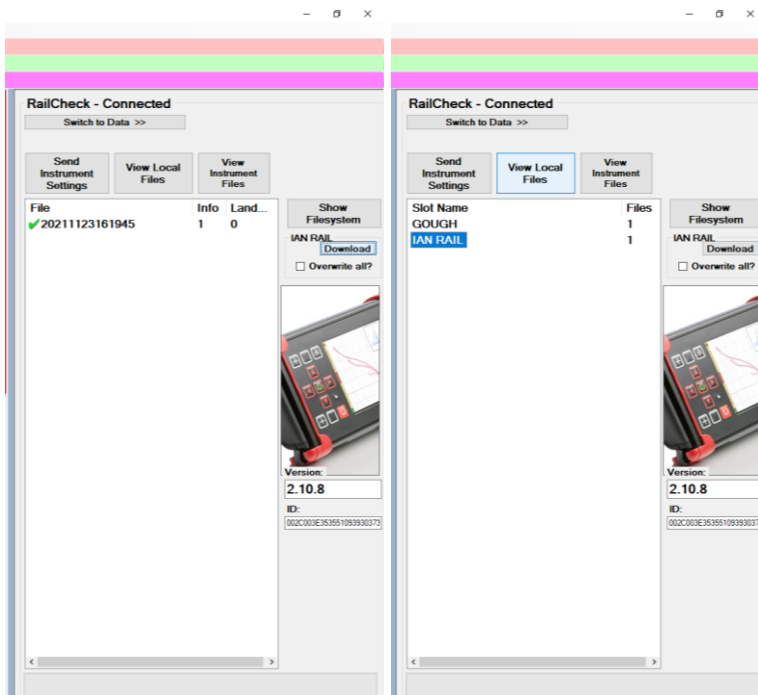 RailCheck - Connected
Switch to Data >>
Send Instrument Settings
View Local Files
View Instrument Files
File Info Land...
20211123161945 1 0
Show Filesystem
IAN RAIL
Download
Overwrite all?
Version:
2.10.8
ID:
002C003E3535510939303​73
RailCheck - Connected
Switch to Data >>
Send Instrument Settings
View Local Files
View Instrument Files
Slot Name Files
GOUGH 1
IAN RAIL 1
Show Filesystem
IAN RAIL
Download
Overwrite all?
Version:
2.10.8
ID:
002C003E35355109393037